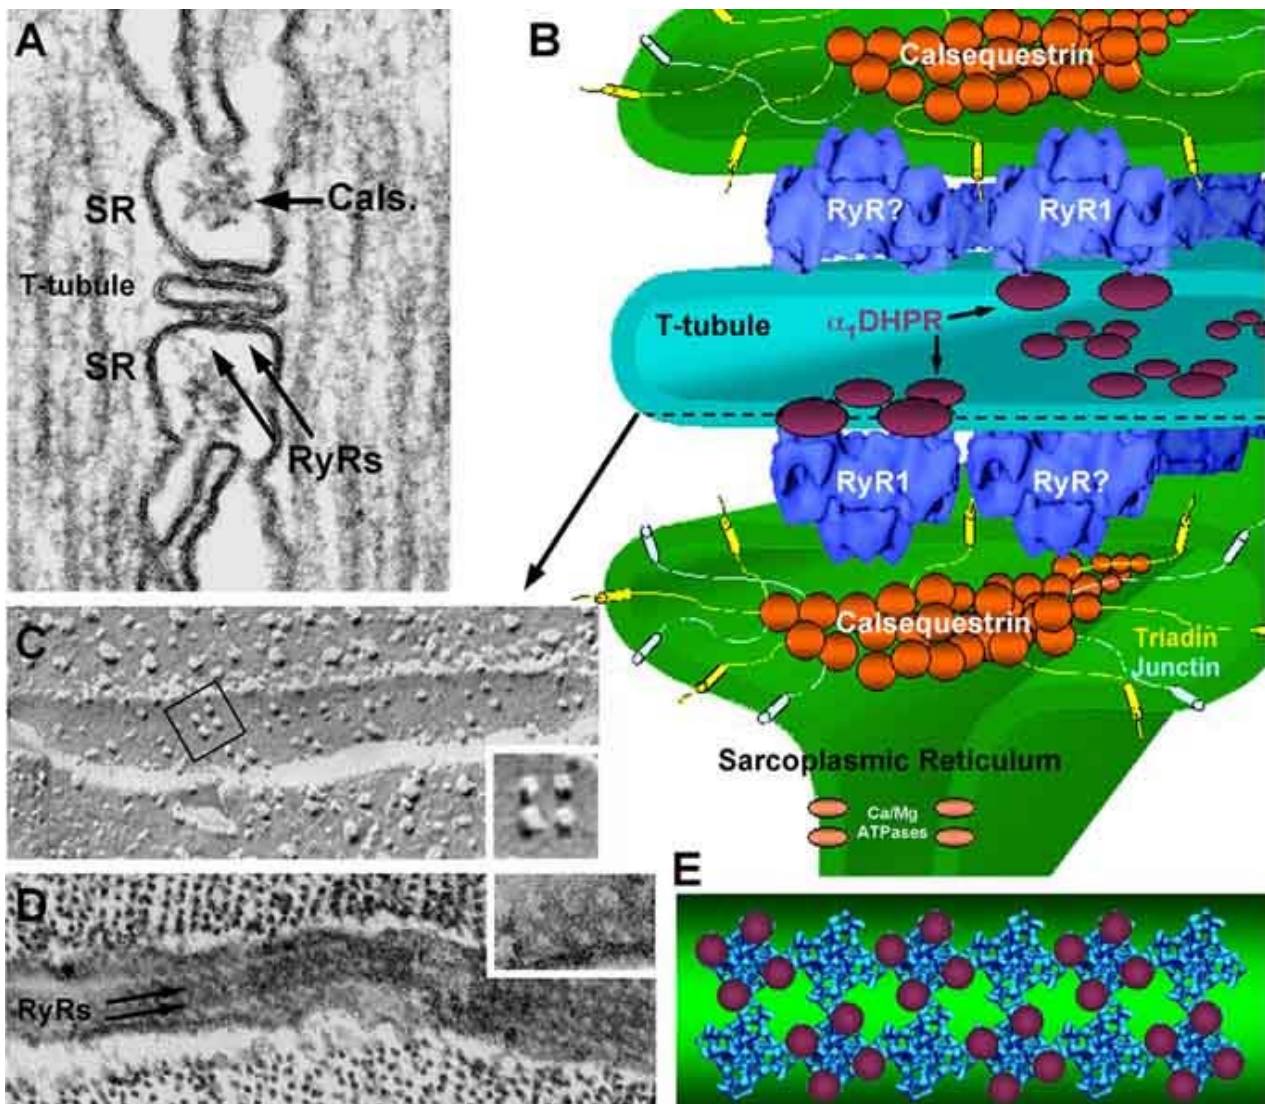 A
SR
Cals.
T-tubule
SR
RyRs
B
Calsequestrin
RyR?
RyR1
T-tubule
α₁DHPR
RyR1
RyR?
Calsequestrin
Triadin
Junctin
Sarcoplasmic Reticulum
Ca/Mg
ATPases
C
D
RyRs
E